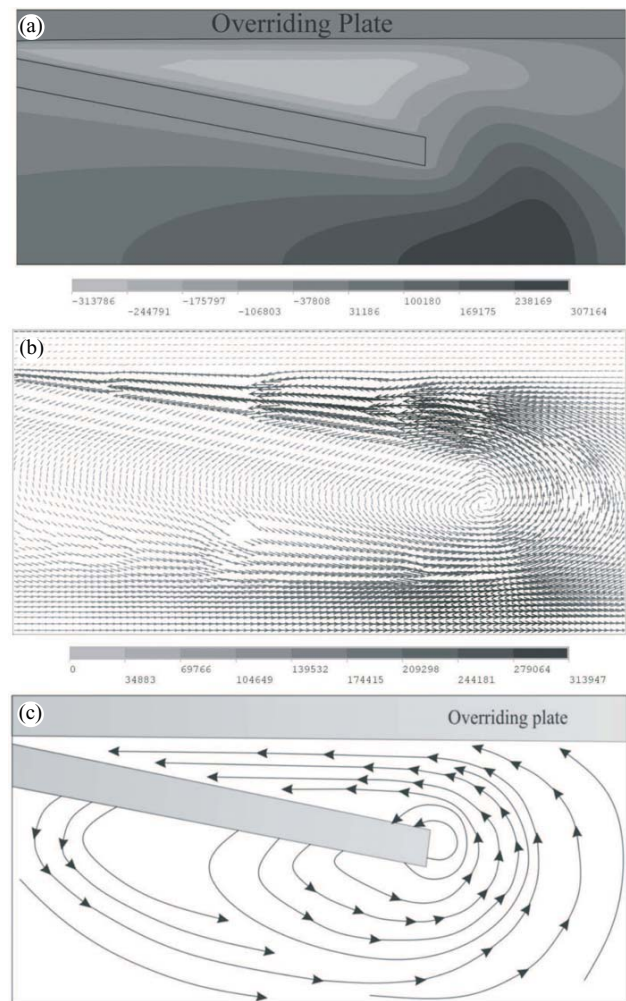 (a)
Overriding Plate
-313786 -175797 -37808 100180 238169
-244791 -106803 31186 169175 307164
(b)
0 69766 139532 209298 279064
34883 104649 174415 244181 313947
(c)
Overriding plate